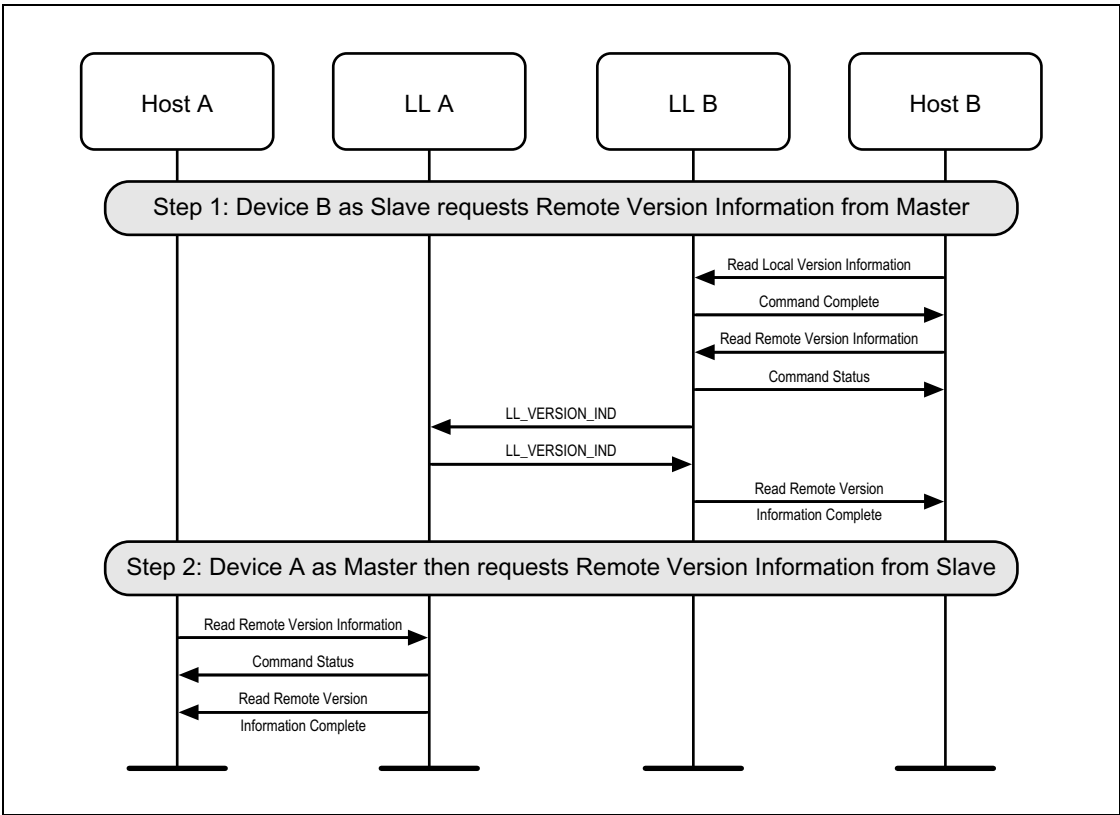 Host A
LL A
LL B
Host B
Step 1: Device B as Slave requests Remote Version Information from Master
Read Local Version Information
Command Complete
Read Remote Version Information
Command Status
LL_VERSION_IND
LL_VERSION_IND
Read Remote Version
Information Complete
Step 2: Device A as Master then requests Remote Version Information from Slave
Read Remote Version Information
Command Status
Read Remote Version
Information Complete